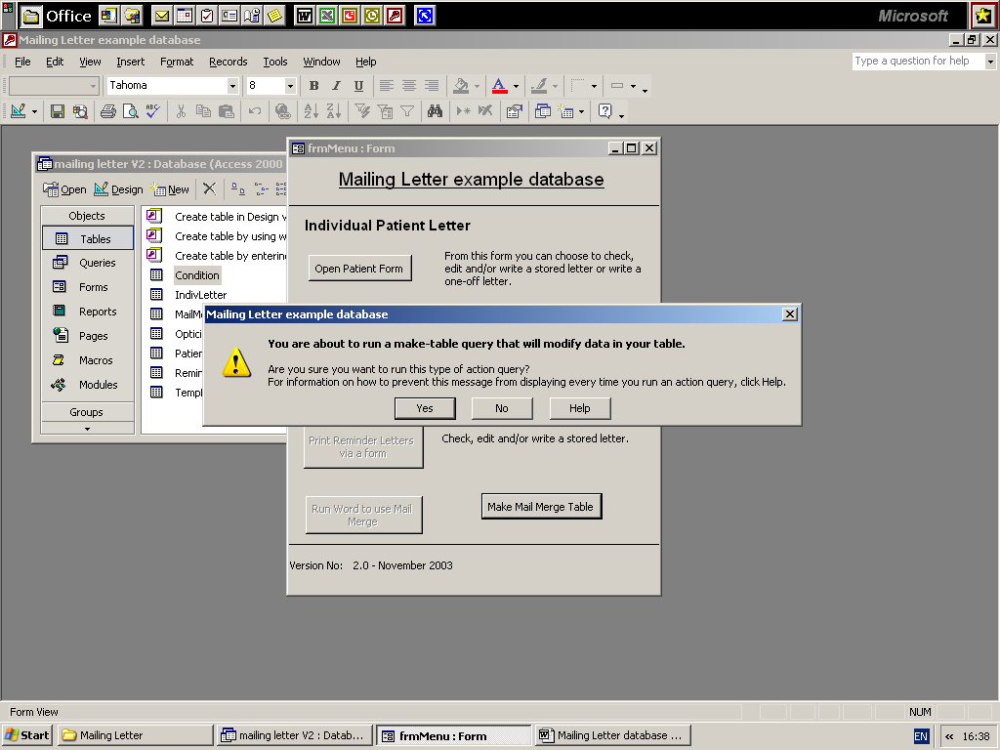 Office
Microsoft
Mailing Letter example database
File Edit View Insert Format Records Tools Window Help
Type a question for help
Tahoma 8 B I U
mailing letter V2 : Database (Access 2000
Open Design New
Objects
Tables
Queries
Forms
Reports
Pages
Macros
Modules
Groups
Create table in Design v
Create table by using w
Create table by enterin
Condition
IndivLetter
MailM
Optici
Patien
Remin
Templ
frmMenu : Form
Mailing Letter example database
Individual Patient Letter
Open Patient Form
From this form you can choose to check,
edit and/or write a stored letter or write a
one-off letter.
Mailing Letter example database
You are about to run a make-table query that will modify data in your table.
Are you sure you want to run this type of action query?
For information on how to prevent this message from displaying every time you run an action query, click Help.
Yes No Help
Print Reminder Letters
via a form
Check, edit and/or write a stored letter.
Run Word to use Mail
Merge
Make Mail Merge Table
Version No: 2.0 - November 2003
Form View
NUM
Start
Mailing Letter
mailing letter V2 : Datab...
frmMenu : Form
Mailing Letter database ...
EN
« 16:38